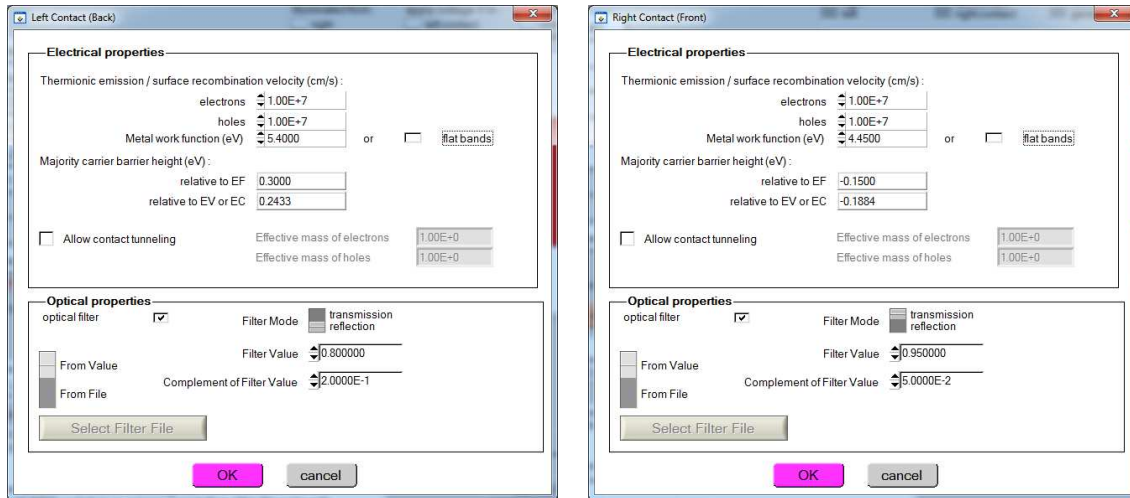 Left Contact (Back)
Electrical properties
Thermionic emission / surface recombination velocity (cm/s) :
electrons 1.00E+7
holes 1.00E+7
Metal work function (eV) 5.4000 or flat bands
Majority carrier barrier height (eV) :
relative to EF 0.3000
relative to EV or EC 0.2433
Allow contact tunneling Effective mass of electrons 1.00E+0
Effective mass of holes 1.00E+0
Optical properties
optical filter Filter Mode transmission
reflection
Filter Value 0.800000
From Value
Complement of Filter Value 2.0000E-1
From File
Select Filter File
OK cancel
Right Contact (Front)
Electrical properties
Thermionic emission / surface recombination velocity (cm/s) :
electrons 1.00E+7
holes 1.00E+7
Metal work function (eV) 4.4500 or flat bands
Majority carrier barrier height (eV) :
relative to EF -0.1500
relative to EV or EC -0.1884
Allow contact tunneling Effective mass of electrons 1.00E+0
Effective mass of holes 1.00E+0
Optical properties
optical filter Filter Mode transmission
reflection
Filter Value 0.950000
From Value
Complement of Filter Value 5.0000E-2
From File
Select Filter File
OK cancel